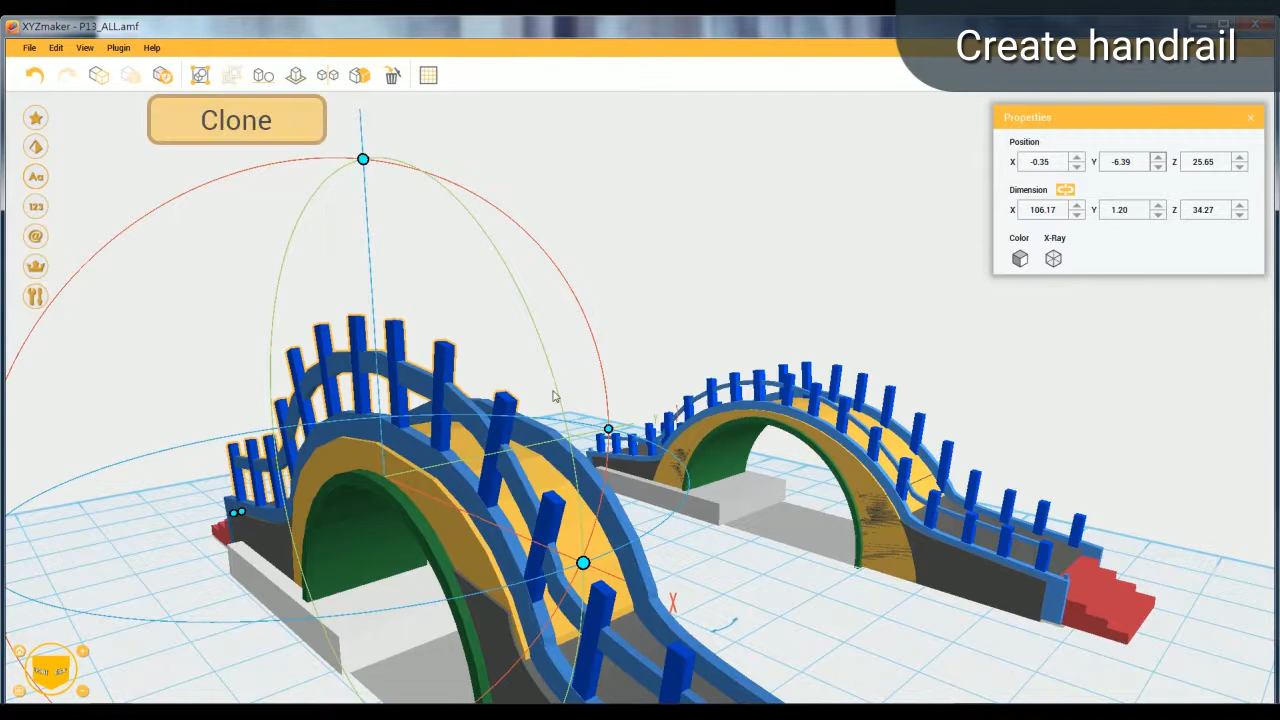 XYZmaker - P13_ALL.amf
Create handrail
File Edit View Plugin Help
Clone
Aa
123
@
Properties
Position
X -0.35 Y -6.39 Z 25.65
Dimension
X 106.17 Y 1.20 Z 34.27
Color X-Ray
X